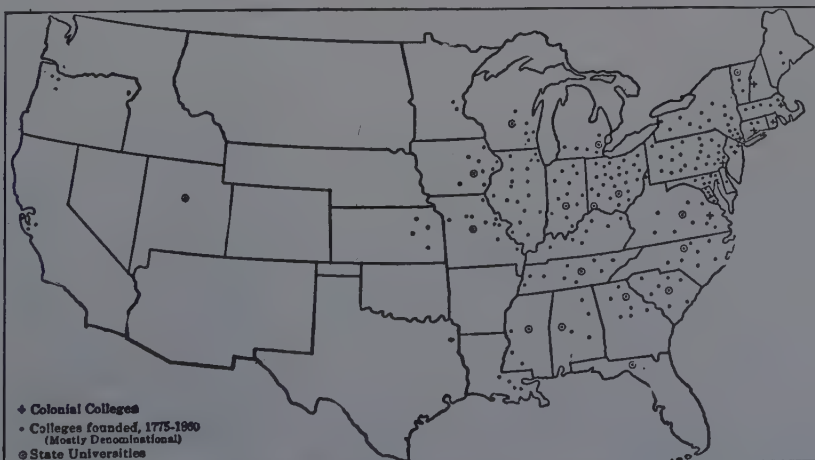 ✦ Colonial Colleges
• Colleges founded, 1775-1860
(Mostly Denominational)
⊚ State Universities